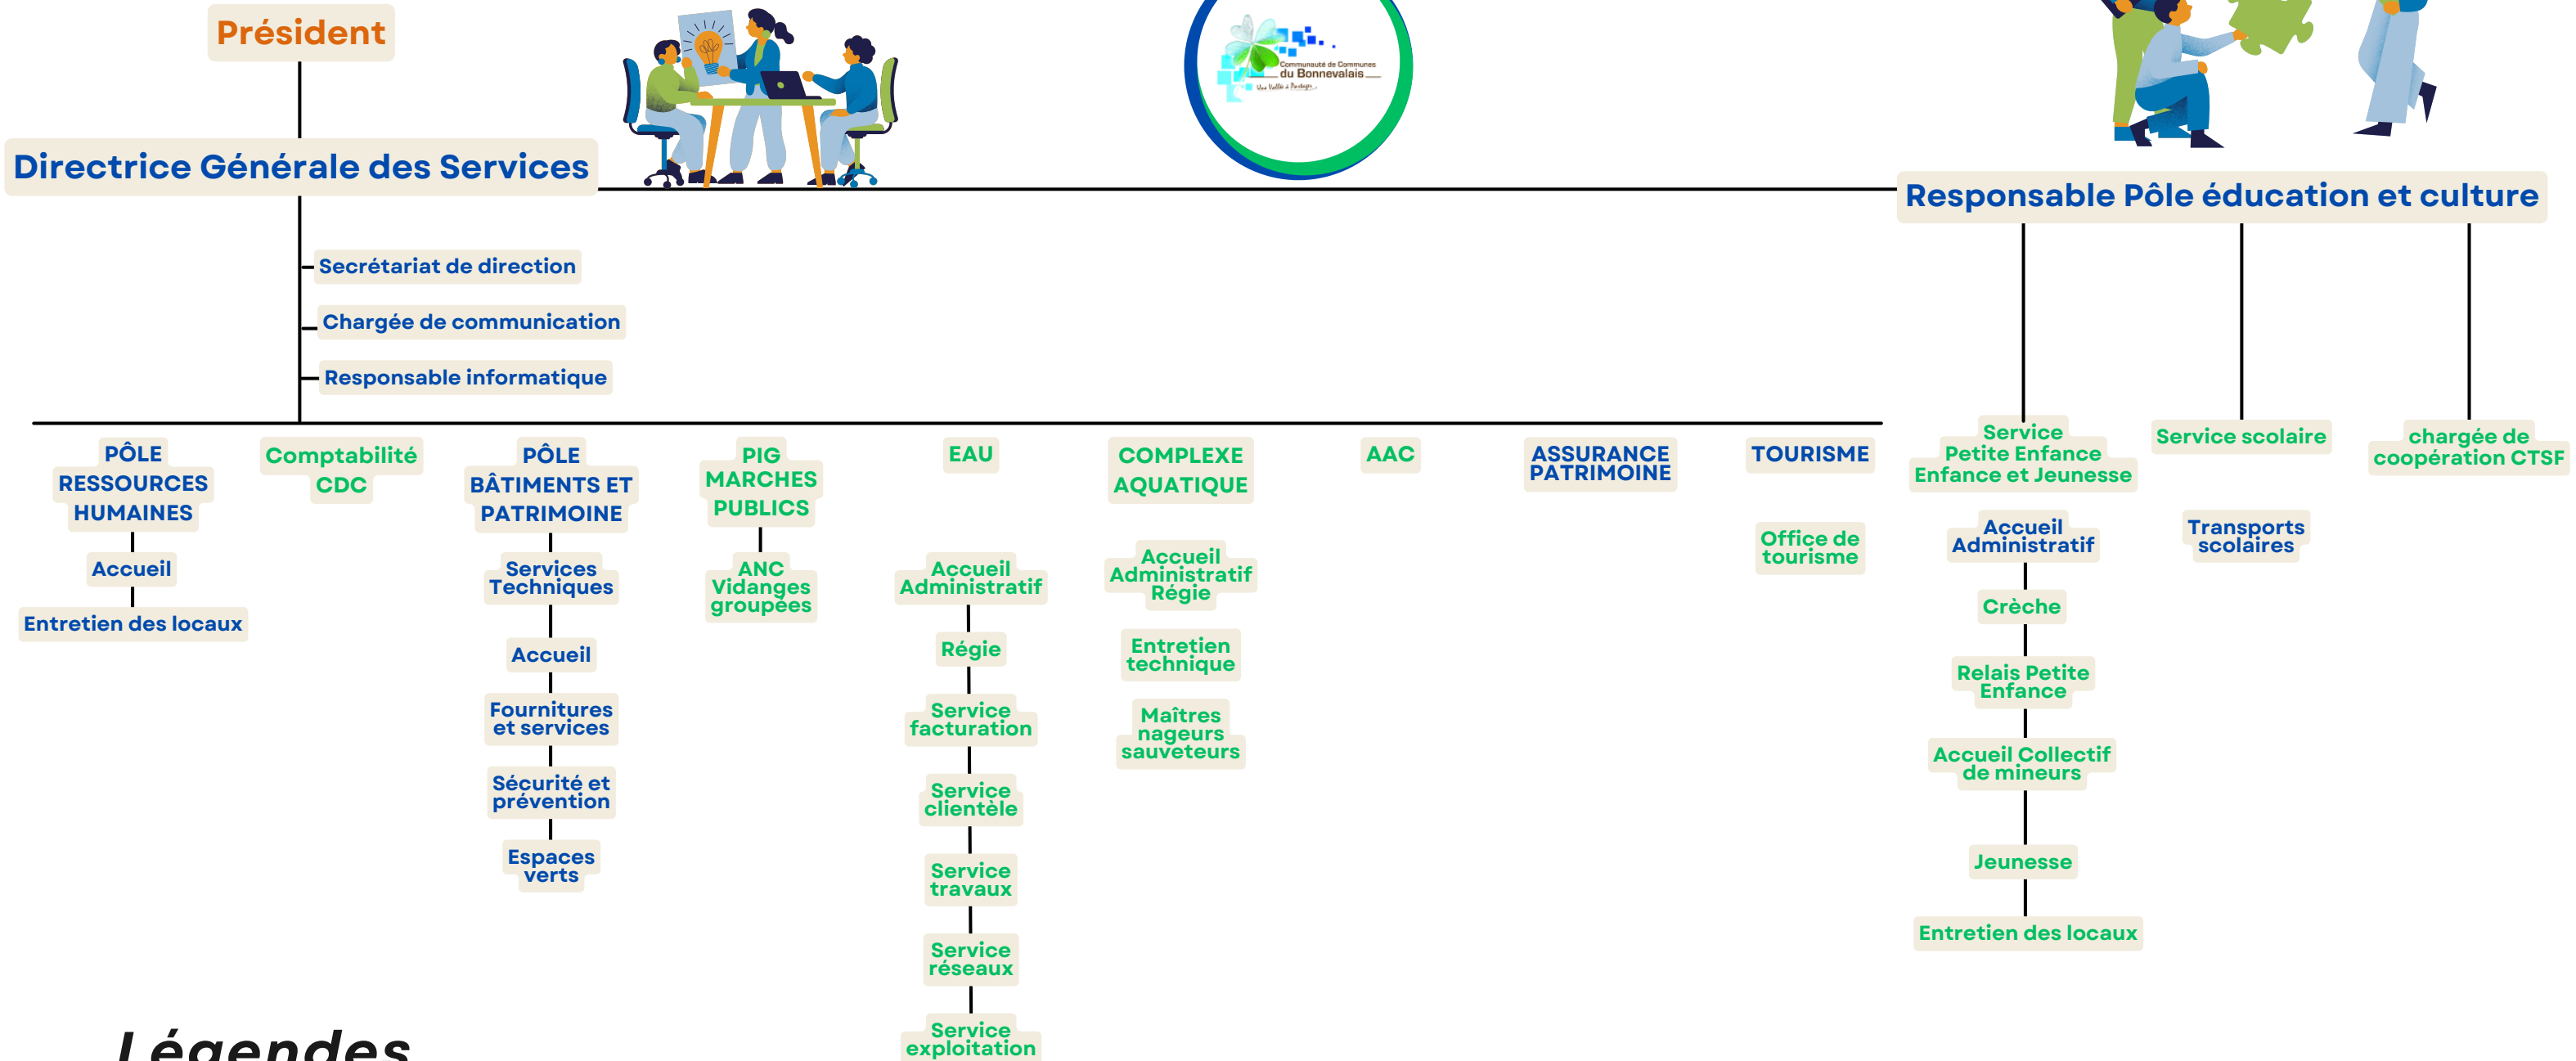 Président
Communauté de Communes
du Bonnevalais
Une Vallée à Partager
Directrice Générale des Services
Responsable Pôle éducation et culture
Secrétariat de direction
Chargée de communication
Responsable informatique
PÔLE
RESSOURCES
HUMAINES
Accueil
Entretien des locaux
Comptabilité
CDC
PÔLE
BÂTIMENTS ET
PATRIMOINE
Services
Techniques
Accueil
Fournitures
et services
Sécurité et
prévention
Espaces
verts
PIG
MARCHES
PUBLICS
ANC
Vidanges
groupées
EAU
Accueil
Administratif
Régie
Service
facturation
Service
clientèle
Service
travaux
Service
réseaux
Service
exploitation
COMPLEXE
AQUATIQUE
Accueil
Administratif
Régie
Entretien
technique
Maîtres
nageurs
sauveteurs
AAC
ASSURANCE
PATRIMOINE
TOURISME
Office de
tourisme
Service
Petite Enfance
Enfance et Jeunesse
Accueil
Administratif
Crèche
Relais Petite
Enfance
Accueil Collectif
de mineurs
Jeunesse
Entretien des locaux
Service scolaire
Transports
scolaires
chargée de
coopération CTSF
Légendes